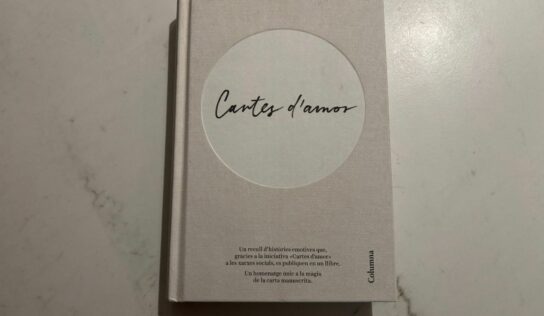 Cartes d'amor
Un recull d'històries emotives que,
gràcies a la iniciativa «Cartes d'amor»
a les xarxes socials, es publiquen en un llibre.
Un homenatge únic a la màgia
de la carta manuscrita.
Columna